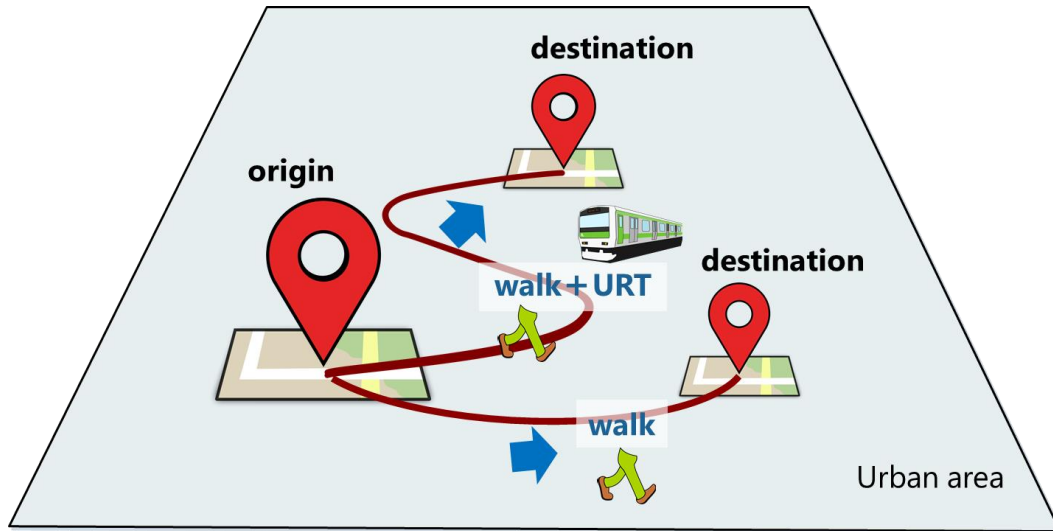 destination
origin
destination
walk+URT
walk
Urban area